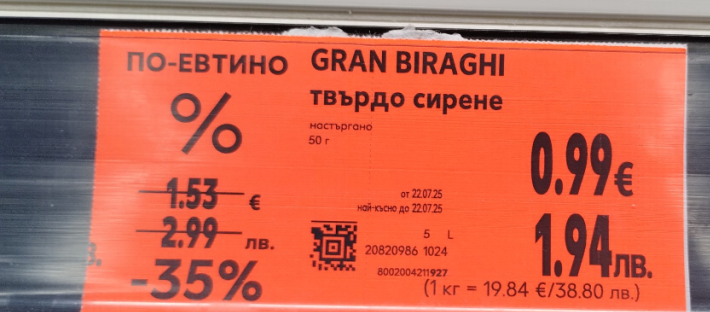 ПО-ЕВТИНО
%
1.53 €
2.99 лв.
-35%
GRAN BIRAGHI
твърдо сирене
настъргано
50 г
0.99€
1.94лв.
от 22.07.25
най-късно до 22.07.25
5 L
20820986 1024
8002004211927
(1 кг = 19.84 €/38.80 лв.)